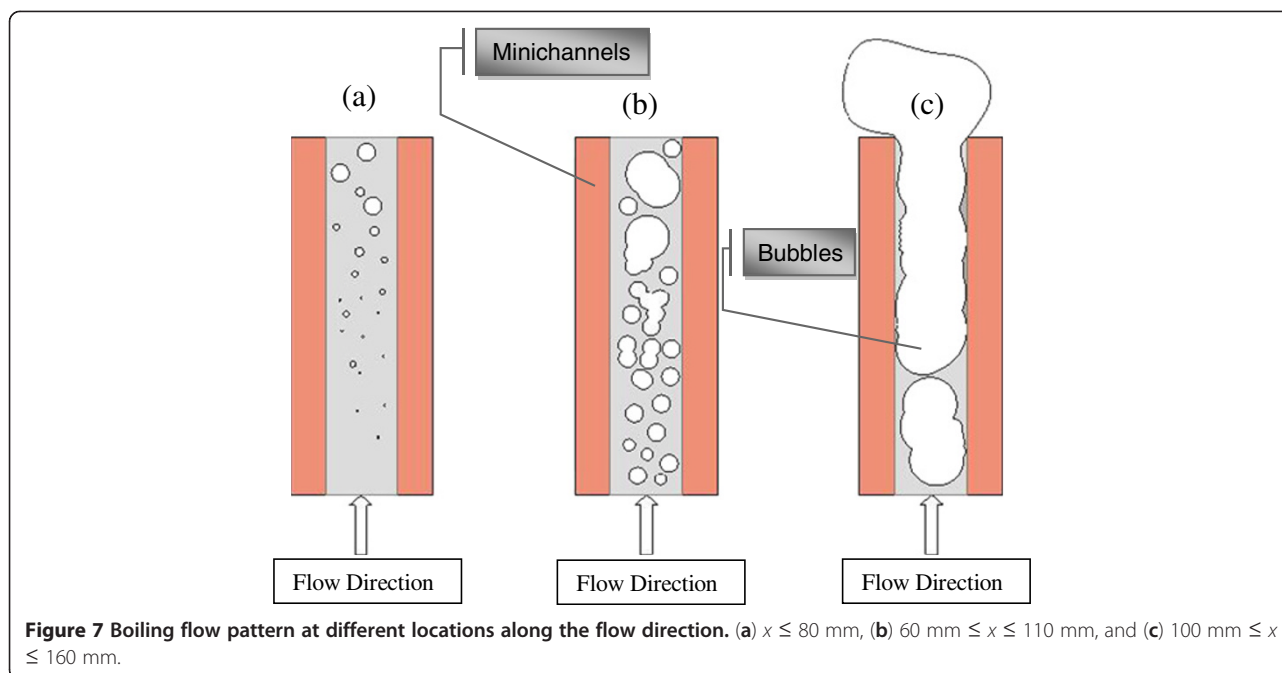 Minichannels
(a)
(b)
(c)
Bubbles
Flow Direction
Flow Direction
Flow Direction
Figure 7 Boiling flow pattern at different locations along the flow direction. (a) x ≤ 80 mm, (b) 60 mm ≤ x ≤ 110 mm, and (c) 100 mm ≤ x
≤ 160 mm.